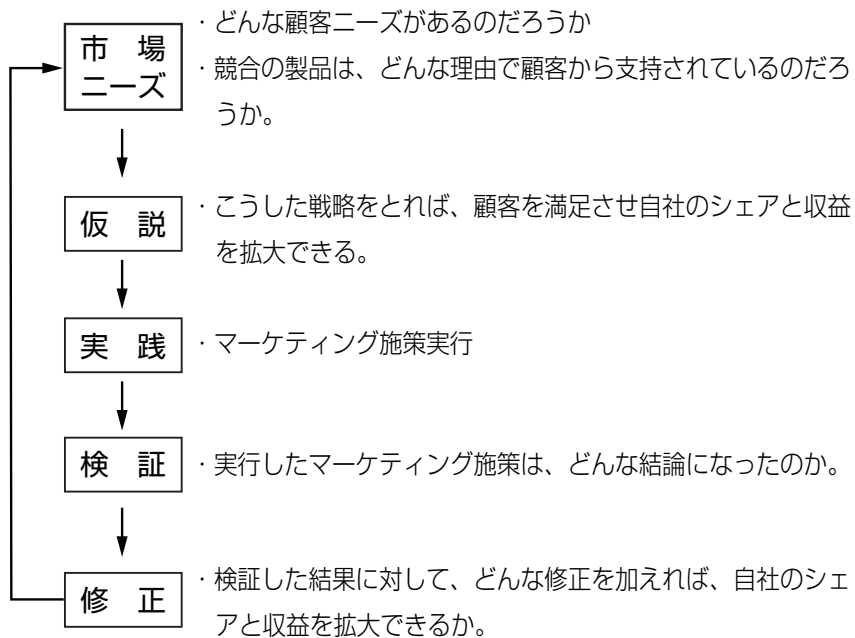 市　場
ニーズ
・どんな顧客ニーズがあるのだろうか
・競合の製品は、どんな理由で顧客から支持されているのだろ
うか。
仮　説
・こうした戦略をとれば、顧客を満足させ自社のシェアと収益
を拡大できる。
実　践
・マーケティング施策実行
検　証
・実行したマーケティング施策は、どんな結論になったのか。
修　正
・検証した結果に対して、どんな修正を加えれば、自社のシェ
アと収益を拡大できるか。